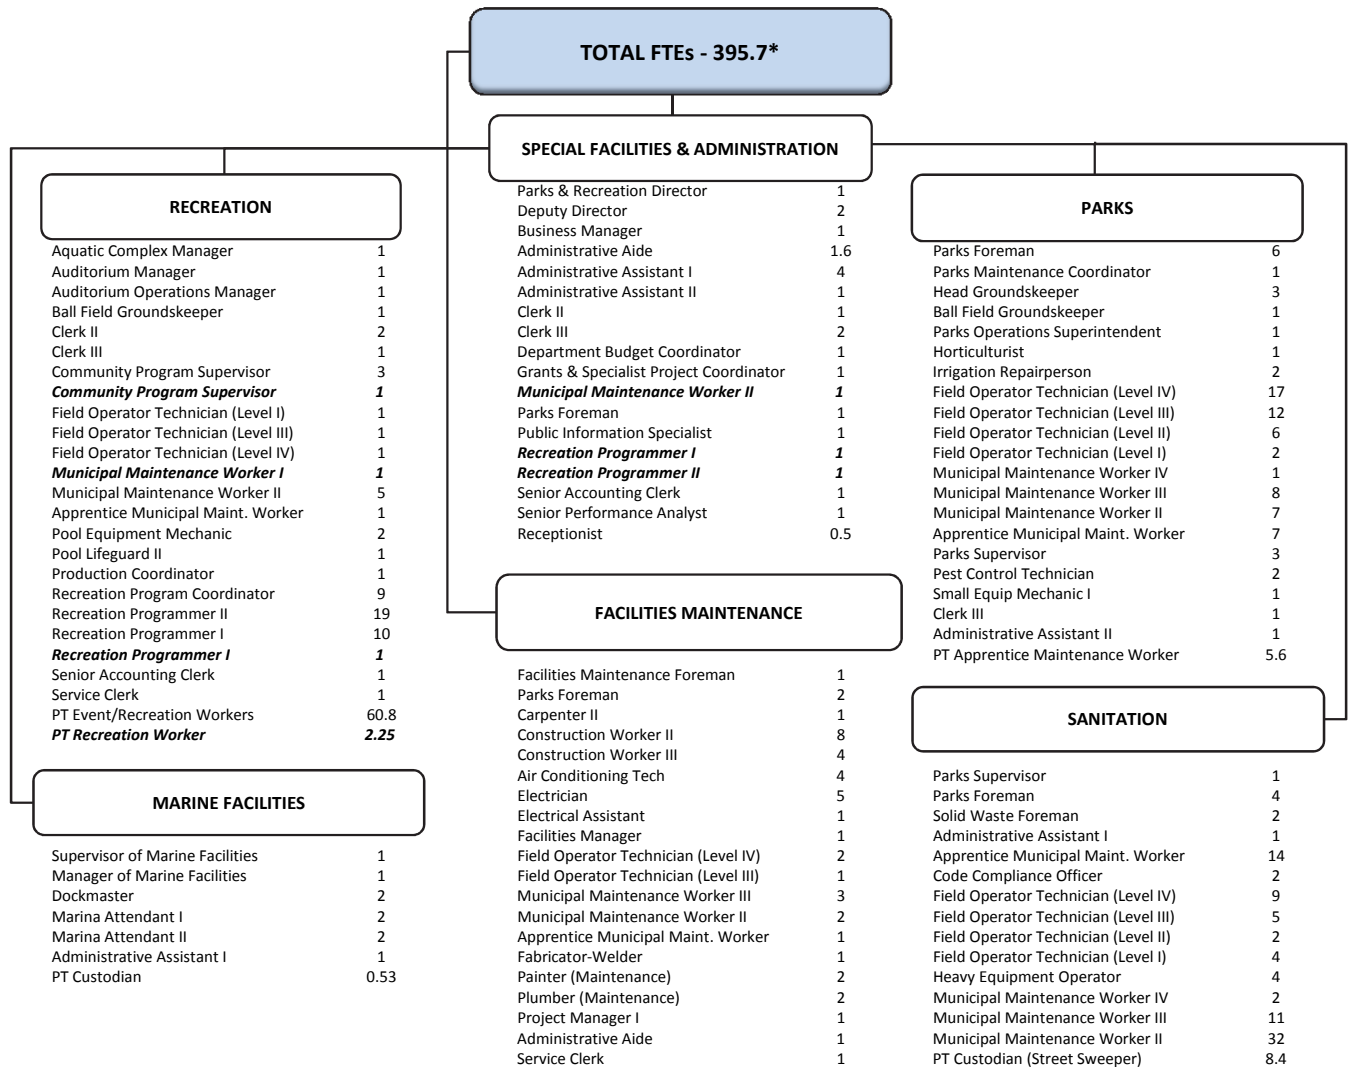 TOTAL FTEs - 395.7*
SPECIAL FACILITIES & ADMINISTRATION
Parks & Recreation Director 1
Deputy Director 2
Business Manager 1
Administrative Aide 1.6
Administrative Assistant I 4
Administrative Assistant II 1
Clerk II 1
Clerk III 2
Department Budget Coordinator 1
Grants & Specialist Project Coordinator 1
Municipal Maintenance Worker II 1
Parks Foreman 1
Public Information Specialist 1
Recreation Programmer I 1
Recreation Programmer II 1
Senior Accounting Clerk 1
Senior Performance Analyst 1
Receptionist 0.5
RECREATION
Aquatic Complex Manager 1
Auditorium Manager 1
Auditorium Operations Manager 1
Ball Field Groundskeeper 1
Clerk II 2
Clerk III 1
Community Program Supervisor 3
Community Program Supervisor 1
Field Operator Technician (Level I) 1
Field Operator Technician (Level III) 1
Field Operator Technician (Level IV) 1
Municipal Maintenance Worker I 1
Municipal Maintenance Worker II 5
Apprentice Municipal Maint. Worker 1
Pool Equipment Mechanic 2
Pool Lifeguard II 1
Production Coordinator 1
Recreation Program Coordinator 9
Recreation Programmer II 19
Recreation Programmer I 10
Recreation Programmer I 1
Senior Accounting Clerk 1
Service Clerk 1
PT Event/Recreation Workers 60.8
PT Recreation Worker 2.25
MARINE FACILITIES
Supervisor of Marine Facilities 1
Manager of Marine Facilities 1
Dockmaster 2
Marina Attendant I 2
Marina Attendant II 2
Administrative Assistant I 1
PT Custodian 0.53
FACILITIES MAINTENANCE
Facilities Maintenance Foreman 1
Parks Foreman 2
Carpenter II 1
Construction Worker II 8
Construction Worker III 4
Air Conditioning Tech 4
Electrician 5
Electrical Assistant 1
Facilities Manager 1
Field Operator Technician (Level IV) 2
Field Operator Technician (Level III) 1
Municipal Maintenance Worker III 3
Municipal Maintenance Worker II 2
Apprentice Municipal Maint. Worker 1
Fabricator-Welder 1
Painter (Maintenance) 2
Plumber (Maintenance) 2
Project Manager I 1
Administrative Aide 1
Service Clerk 1
PARKS
Parks Foreman 6
Parks Maintenance Coordinator 1
Head Groundskeeper 3
Ball Field Groundskeeper 1
Parks Operations Superintendent 1
Horticulturist 1
Irrigation Repairperson 2
Field Operator Technician (Level IV) 17
Field Operator Technician (Level III) 12
Field Operator Technician (Level II) 6
Field Operator Technician (Level I) 2
Municipal Maintenance Worker IV 1
Municipal Maintenance Worker III 8
Municipal Maintenance Worker II 7
Apprentice Municipal Maint. Worker 7
Parks Supervisor 3
Pest Control Technician 2
Small Equip Mechanic I 1
Clerk III 1
Administrative Assistant II 1
PT Apprentice Maintenance Worker 5.6
SANITATION
Parks Supervisor 1
Parks Foreman 4
Solid Waste Foreman 2
Administrative Assistant I 1
Apprentice Municipal Maint. Worker 14
Code Compliance Officer 2
Field Operator Technician (Level IV) 9
Field Operator Technician (Level III) 5
Field Operator Technician (Level II) 2
Field Operator Technician (Level I) 4
Heavy Equipment Operator 4
Municipal Maintenance Worker IV 2
Municipal Maintenance Worker III 11
Municipal Maintenance Worker II 32
PT Custodian (Street Sweeper) 8.4